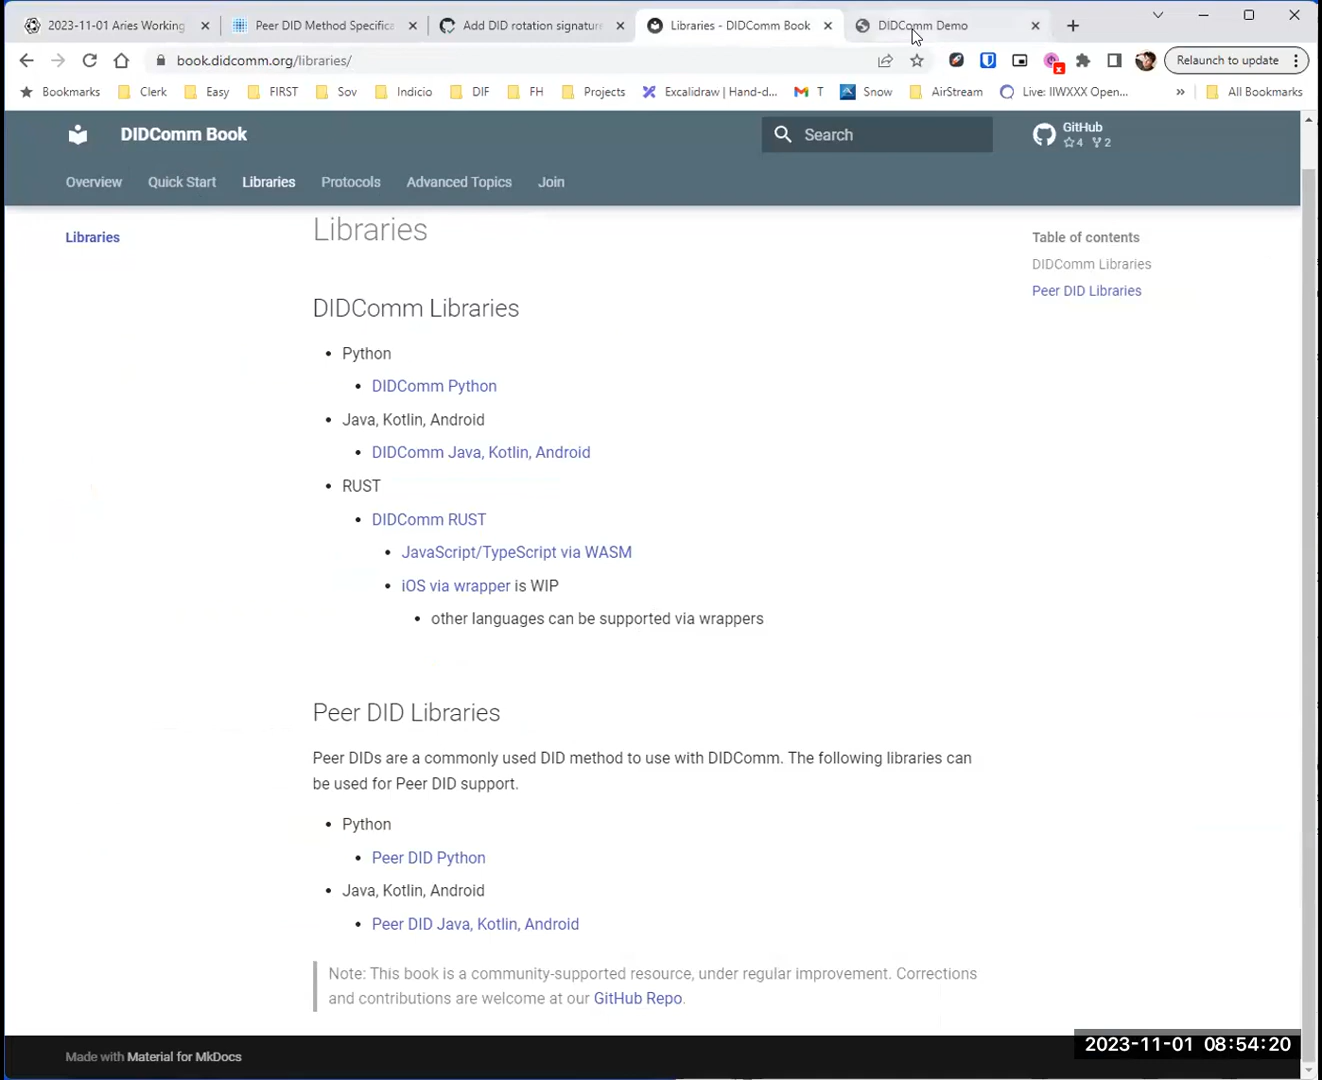 2023-11-01 Aries Working
Peer DID Method Specifica
Add DID rotation signature
Libraries - DIDComm Book
DIDComm Demo
book.didcomm.org/libraries/
Relaunch to update
Bookmarks
Clerk
Easy
FIRST
Sov
Indicio
DIF
FH
Projects
Excalidraw | Hand-d...
T
Snow
AirStream
Live: IIWXXX Open...
»
All Bookmarks
DIDComm Book
Search
GitHub
4 2
Overview
Quick Start
Libraries
Protocols
Advanced Topics
Join
Libraries
Libraries
Table of contents
DIDComm Libraries
Peer DID Libraries
DIDComm Libraries
• Python
• DIDComm Python
• Java, Kotlin, Android
• DIDComm Java, Kotlin, Android
• RUST
• DIDComm RUST
• JavaScript/TypeScript via WASM
• iOS via wrapper is WIP
• other languages can be supported via wrappers
Peer DID Libraries
Peer DIDs are a commonly used DID method to use with DIDComm. The following libraries can
be used for Peer DID support.
• Python
• Peer DID Python
• Java, Kotlin, Android
• Peer DID Java, Kotlin, Android
Note: This book is a community-supported resource, under regular improvement. Corrections
and contributions are welcome at our GitHub Repo.
Made with Material for MkDocs
2023-11-01 08:54:20